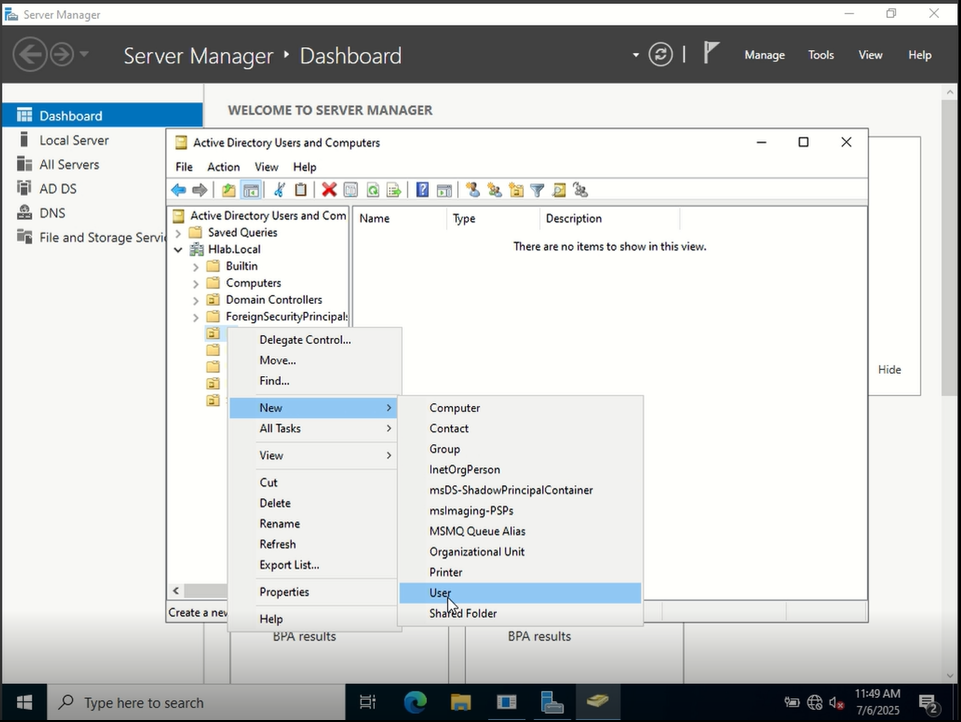 Server Manager
Server Manager ‣ Dashboard
Manage Tools View Help
Dashboard
Local Server
All Servers
AD DS
DNS
File and Storage Servic
WELCOME TO SERVER MANAGER
Active Directory Users and Computers
File Action View Help
Active Directory Users and Com
Saved Queries
Hlab.Local
Builtin
Computers
Domain Controllers
ForeignSecurityPrincipals
Name Type Description
There are no items to show in this view.
Delegate Control...
Move...
Find...
New
All Tasks
View
Cut
Delete
Rename
Refresh
Export List...
Properties
Help
Computer
Contact
Group
InetOrgPerson
msDS-ShadowPrincipalContainer
msImaging-PSPs
MSMQ Queue Alias
Organizational Unit
Printer
User
Shared Folder
Hide
Create a new
BPA results
BPA results
Type here to search
11:49 AM
7/6/2025
2